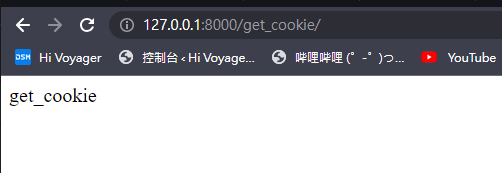 127.0.0.1:8000/get_cookie/
DSM Hi Voyager 控制台 ‹ Hi Voyage... 哔哩哔哩 (゜-゜)つ... YouTube
get_cookie